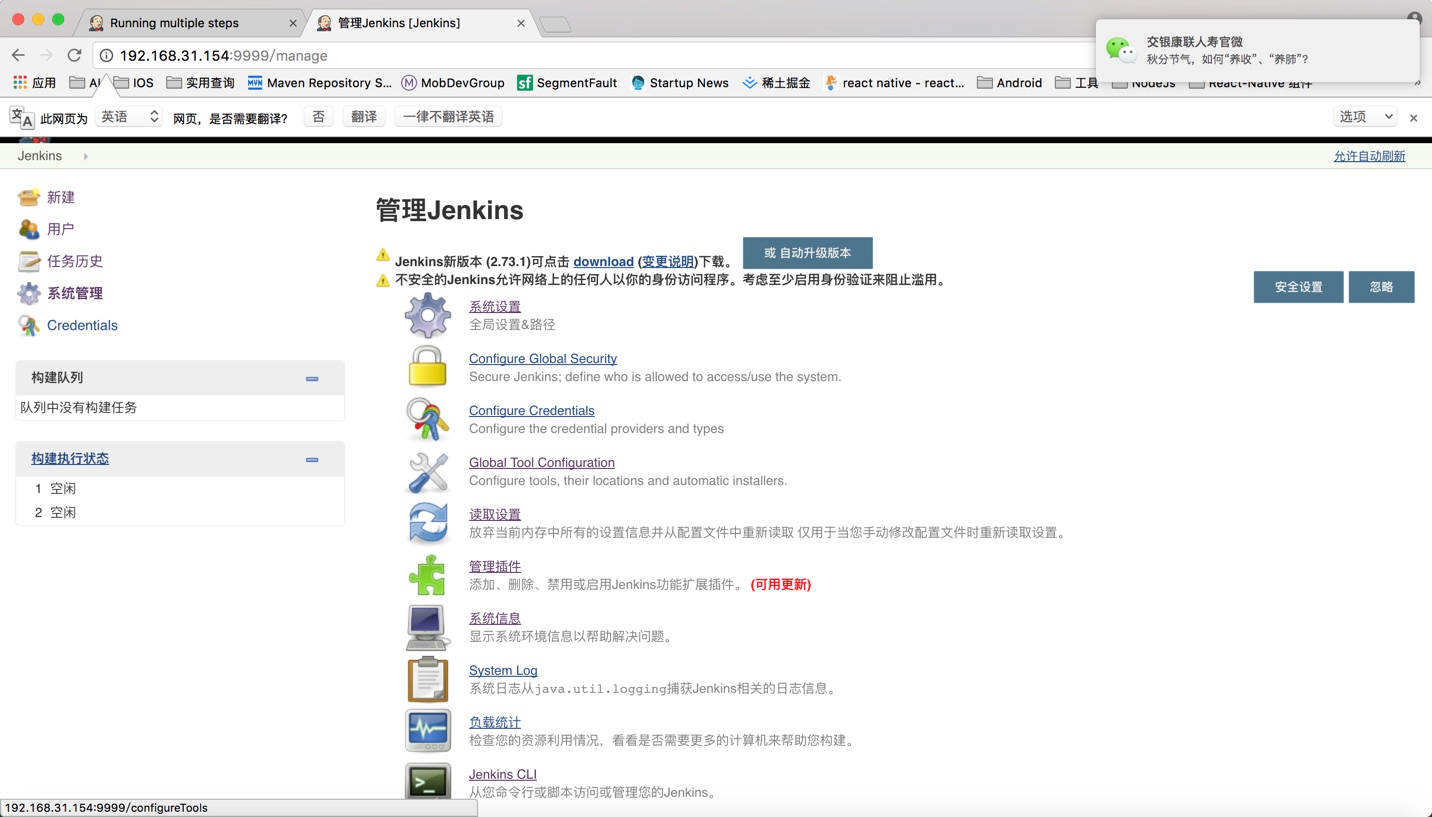 Running multiple steps
管理Jenkins [Jenkins]
192.168.31.154:9999/manage
交银康联人寿官微
秋分节气，如何“养收”、“养肺”？
应用
IOS
实用查询
MVN Maven Repository S...
M MobDevGroup
sf SegmentFault
Startup News
稀土掘金
react native - react...
Android
工具
NodeJs
React-Native 组件
»
文A 此网页为 英语 网页，是否需要翻译? 否 翻译 一律不翻译英语 选项 ×
Jenkins
允许自动刷新
新建
用户
任务历史
系统管理
Credentials
构建队列
队列中没有构建任务
构建执行状态
1 空闲
2 空闲
管理Jenkins
Jenkins新版本 (2.73.1)可点击 download (变更说明)下载。 或 自动升级版本
不安全的Jenkins允许网络上的任何人以你的身份访问程序。考虑至少启用身份验证来阻止滥用。
安全设置 忽略
系统设置
全局设置&路径
Configure Global Security
Secure Jenkins; define who is allowed to access/use the system.
Configure Credentials
Configure the credential providers and types
Global Tool Configuration
Configure tools, their locations and automatic installers.
读取设置
放弃当前内存中所有的设置信息并从配置文件中重新读取 仅用于当您手动修改配置文件时重新读取设置。
管理插件
添加、删除、禁用或启用Jenkins功能扩展插件。 (可用更新)
系统信息
显示系统环境信息以帮助解决问题。
System Log
系统日志从java.util.logging捕获Jenkins相关的日志信息。
负载统计
检查您的资源利用情况，看看是否需要更多的计算机来帮助您构建。
Jenkins CLI
从您命令行或脚本访问或管理您的Jenkins。
192.168.31.154:9999/configureTools